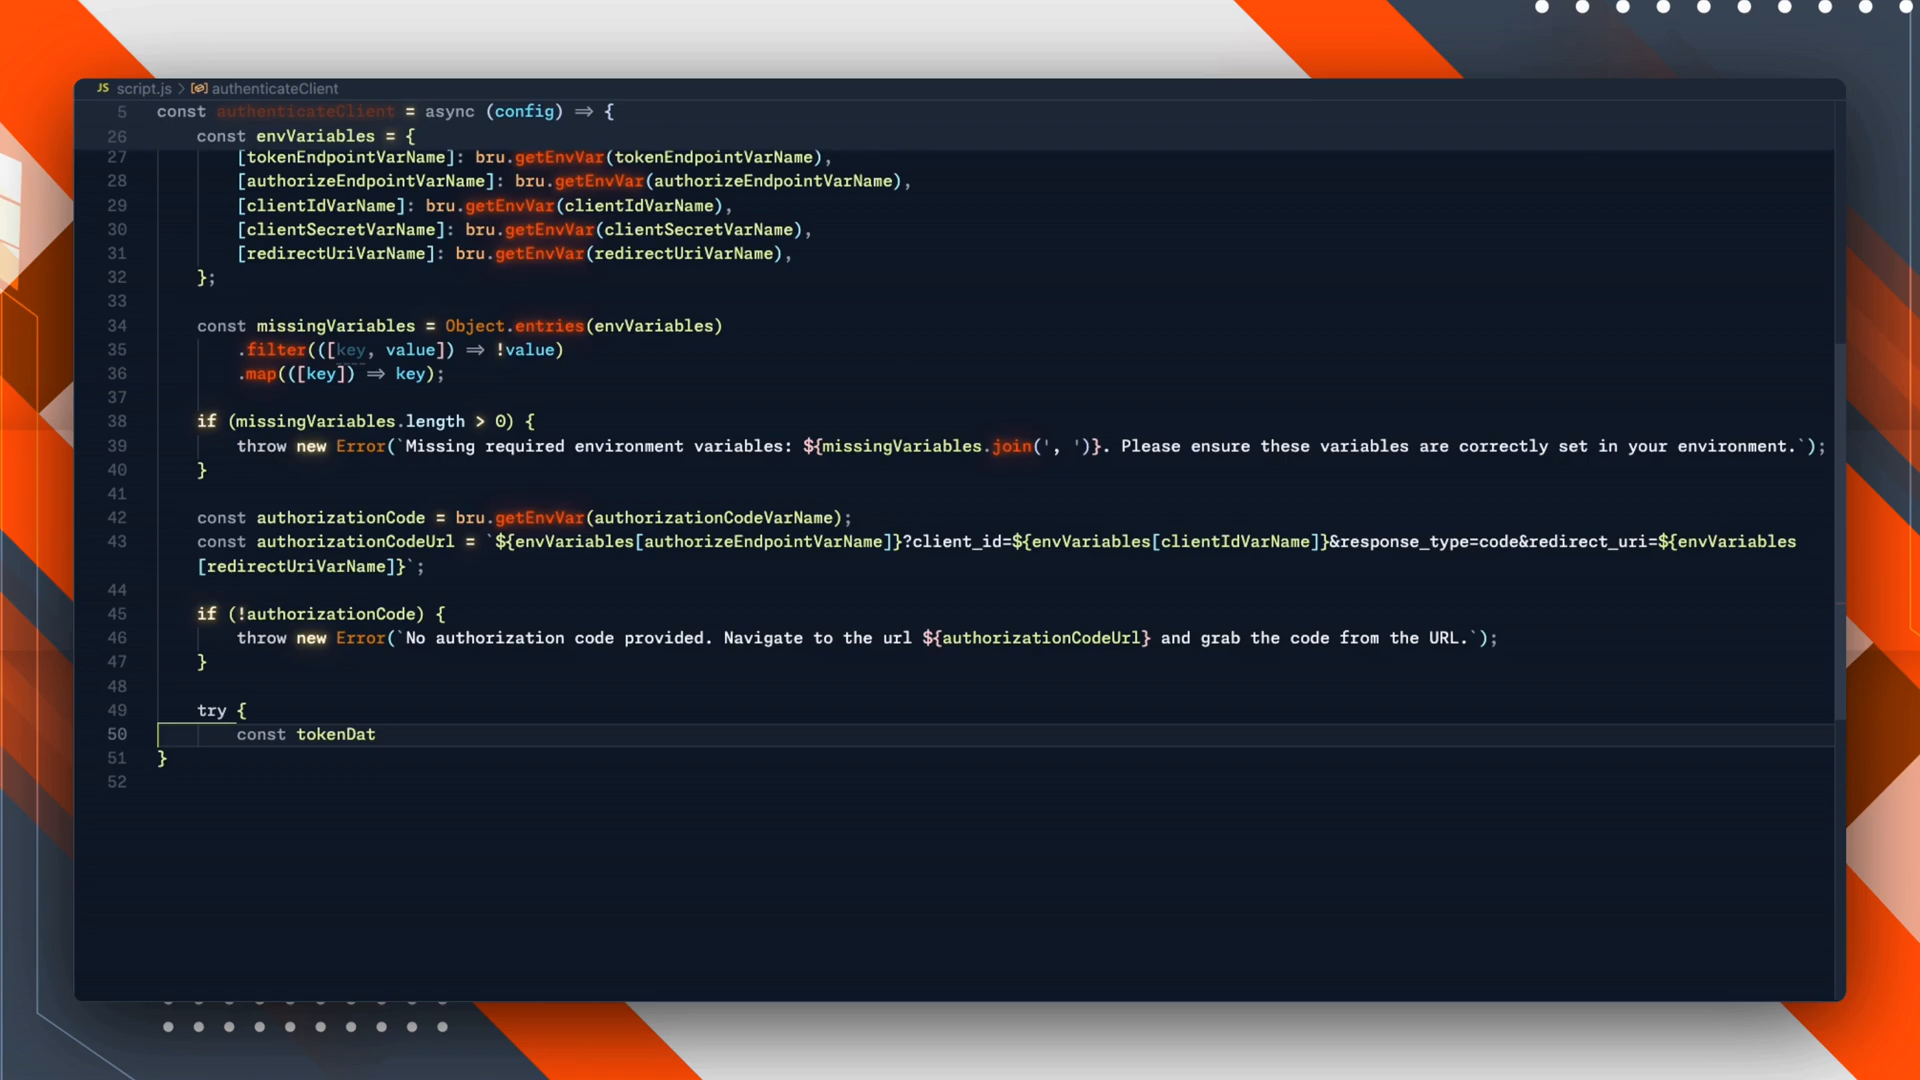 JS script.js > authenticateClient
5 const authenticateClient = async (config) => {
26 const envVariables = {
27 [tokenEndpointVarName]: bru.getEnvVar(tokenEndpointVarName),
28 [authorizeEndpointVarName]: bru.getEnvVar(authorizeEndpointVarName),
29 [clientIdVarName]: bru.getEnvVar(clientIdVarName),
30 [clientSecretVarName]: bru.getEnvVar(clientSecretVarName),
31 [redirectUriVarName]: bru.getEnvVar(redirectUriVarName),
32 };
33
34 const missingVariables = Object.entries(envVariables)
35 .filter(([key, value]) => !value)
36 .map(([key]) => key);
37
38 if (missingVariables.length > 0) {
39 throw new Error(`Missing required environment variables: ${missingVariables.join(', ')}. Please ensure these variables are correctly set in your environment.`);
40 }
41
42 const authorizationCode = bru.getEnvVar(authorizationCodeVarName);
43 const authorizationCodeUrl = `${envVariables[authorizeEndpointVarName]}?client_id=${envVariables[clientIdVarName]}&response_type=code&redirect_uri=${envVariables
[redirectUriVarName]}`;
44
45 if (!authorizationCode) {
46 throw new Error(`No authorization code provided. Navigate to the url ${authorizationCodeUrl} and grab the code from the URL.`);
47 }
48
49 try {
50 const tokenDat
51 }
52